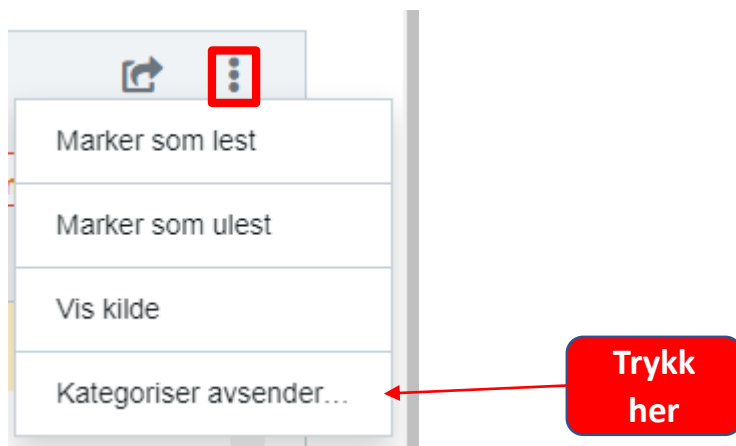 Marker som lest
Marker som ulest
Vis kilde
Kategoriser avsender...
Trykk
her